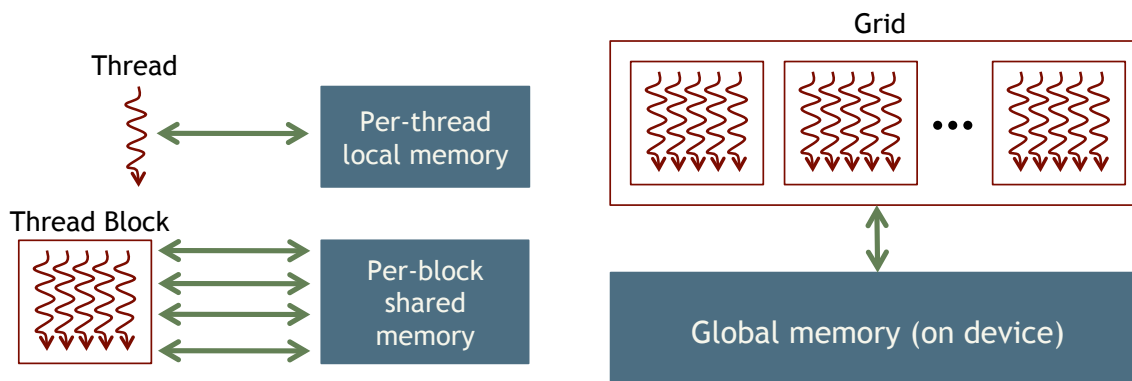 Thread
Per-thread
local memory
Thread Block
Per-block
shared
memory
Grid
Global memory (on device)